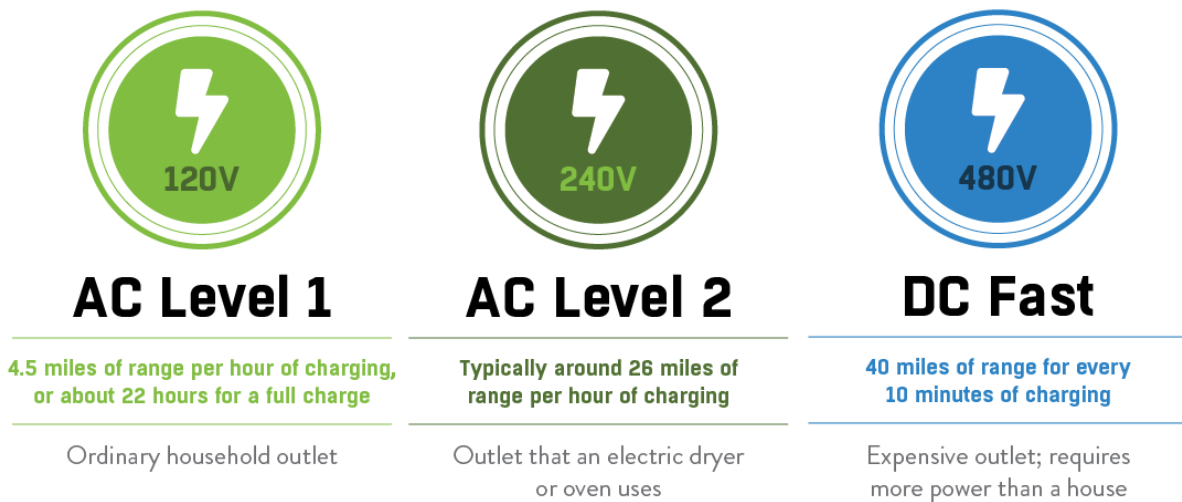 120V
AC Level 1
4.5 miles of range per hour of charging,
or about 22 hours for a full charge
Ordinary household outlet
240V
AC Level 2
Typically around 26 miles of
range per hour of charging
Outlet that an electric dryer
or oven uses
480V
DC Fast
40 miles of range for every
10 minutes of charging
Expensive outlet; requires
more power than a house